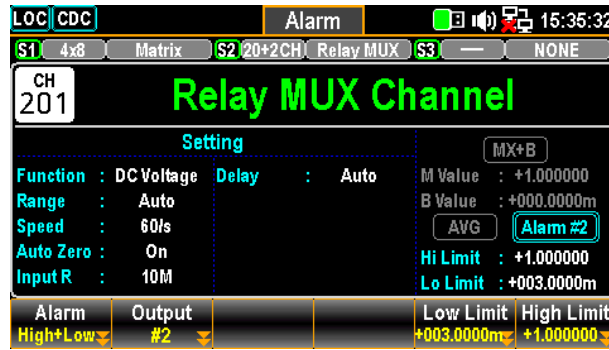 LOC CDC Alarm 15:35:32
S1 4x8 Matrix S2 20+2CH Relay MUX S3 — NONE
CH
201
Relay MUX Channel
Setting
MX+B
Function : DC Voltage Delay : Auto M Value : +1.000000
Range : Auto B Value : +000.0000m
Speed : 60/s AVG Alarm #2
Auto Zero : On Hi Limit : +1.000000
Input R : 10M Lo Limit : +003.0000m
Alarm Output Low Limit High Limit
High+Low #2 +003.0000m +1.000000